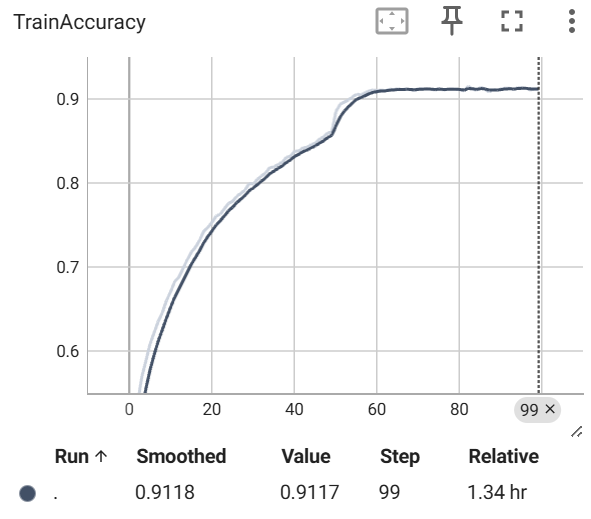 TrainAccuracy
0.9
0.8
0.7
0.6
0 20 40 60 80 99 ×
Run ↑ Smoothed Value Step Relative
. 0.9118 0.9117 99 1.34 hr